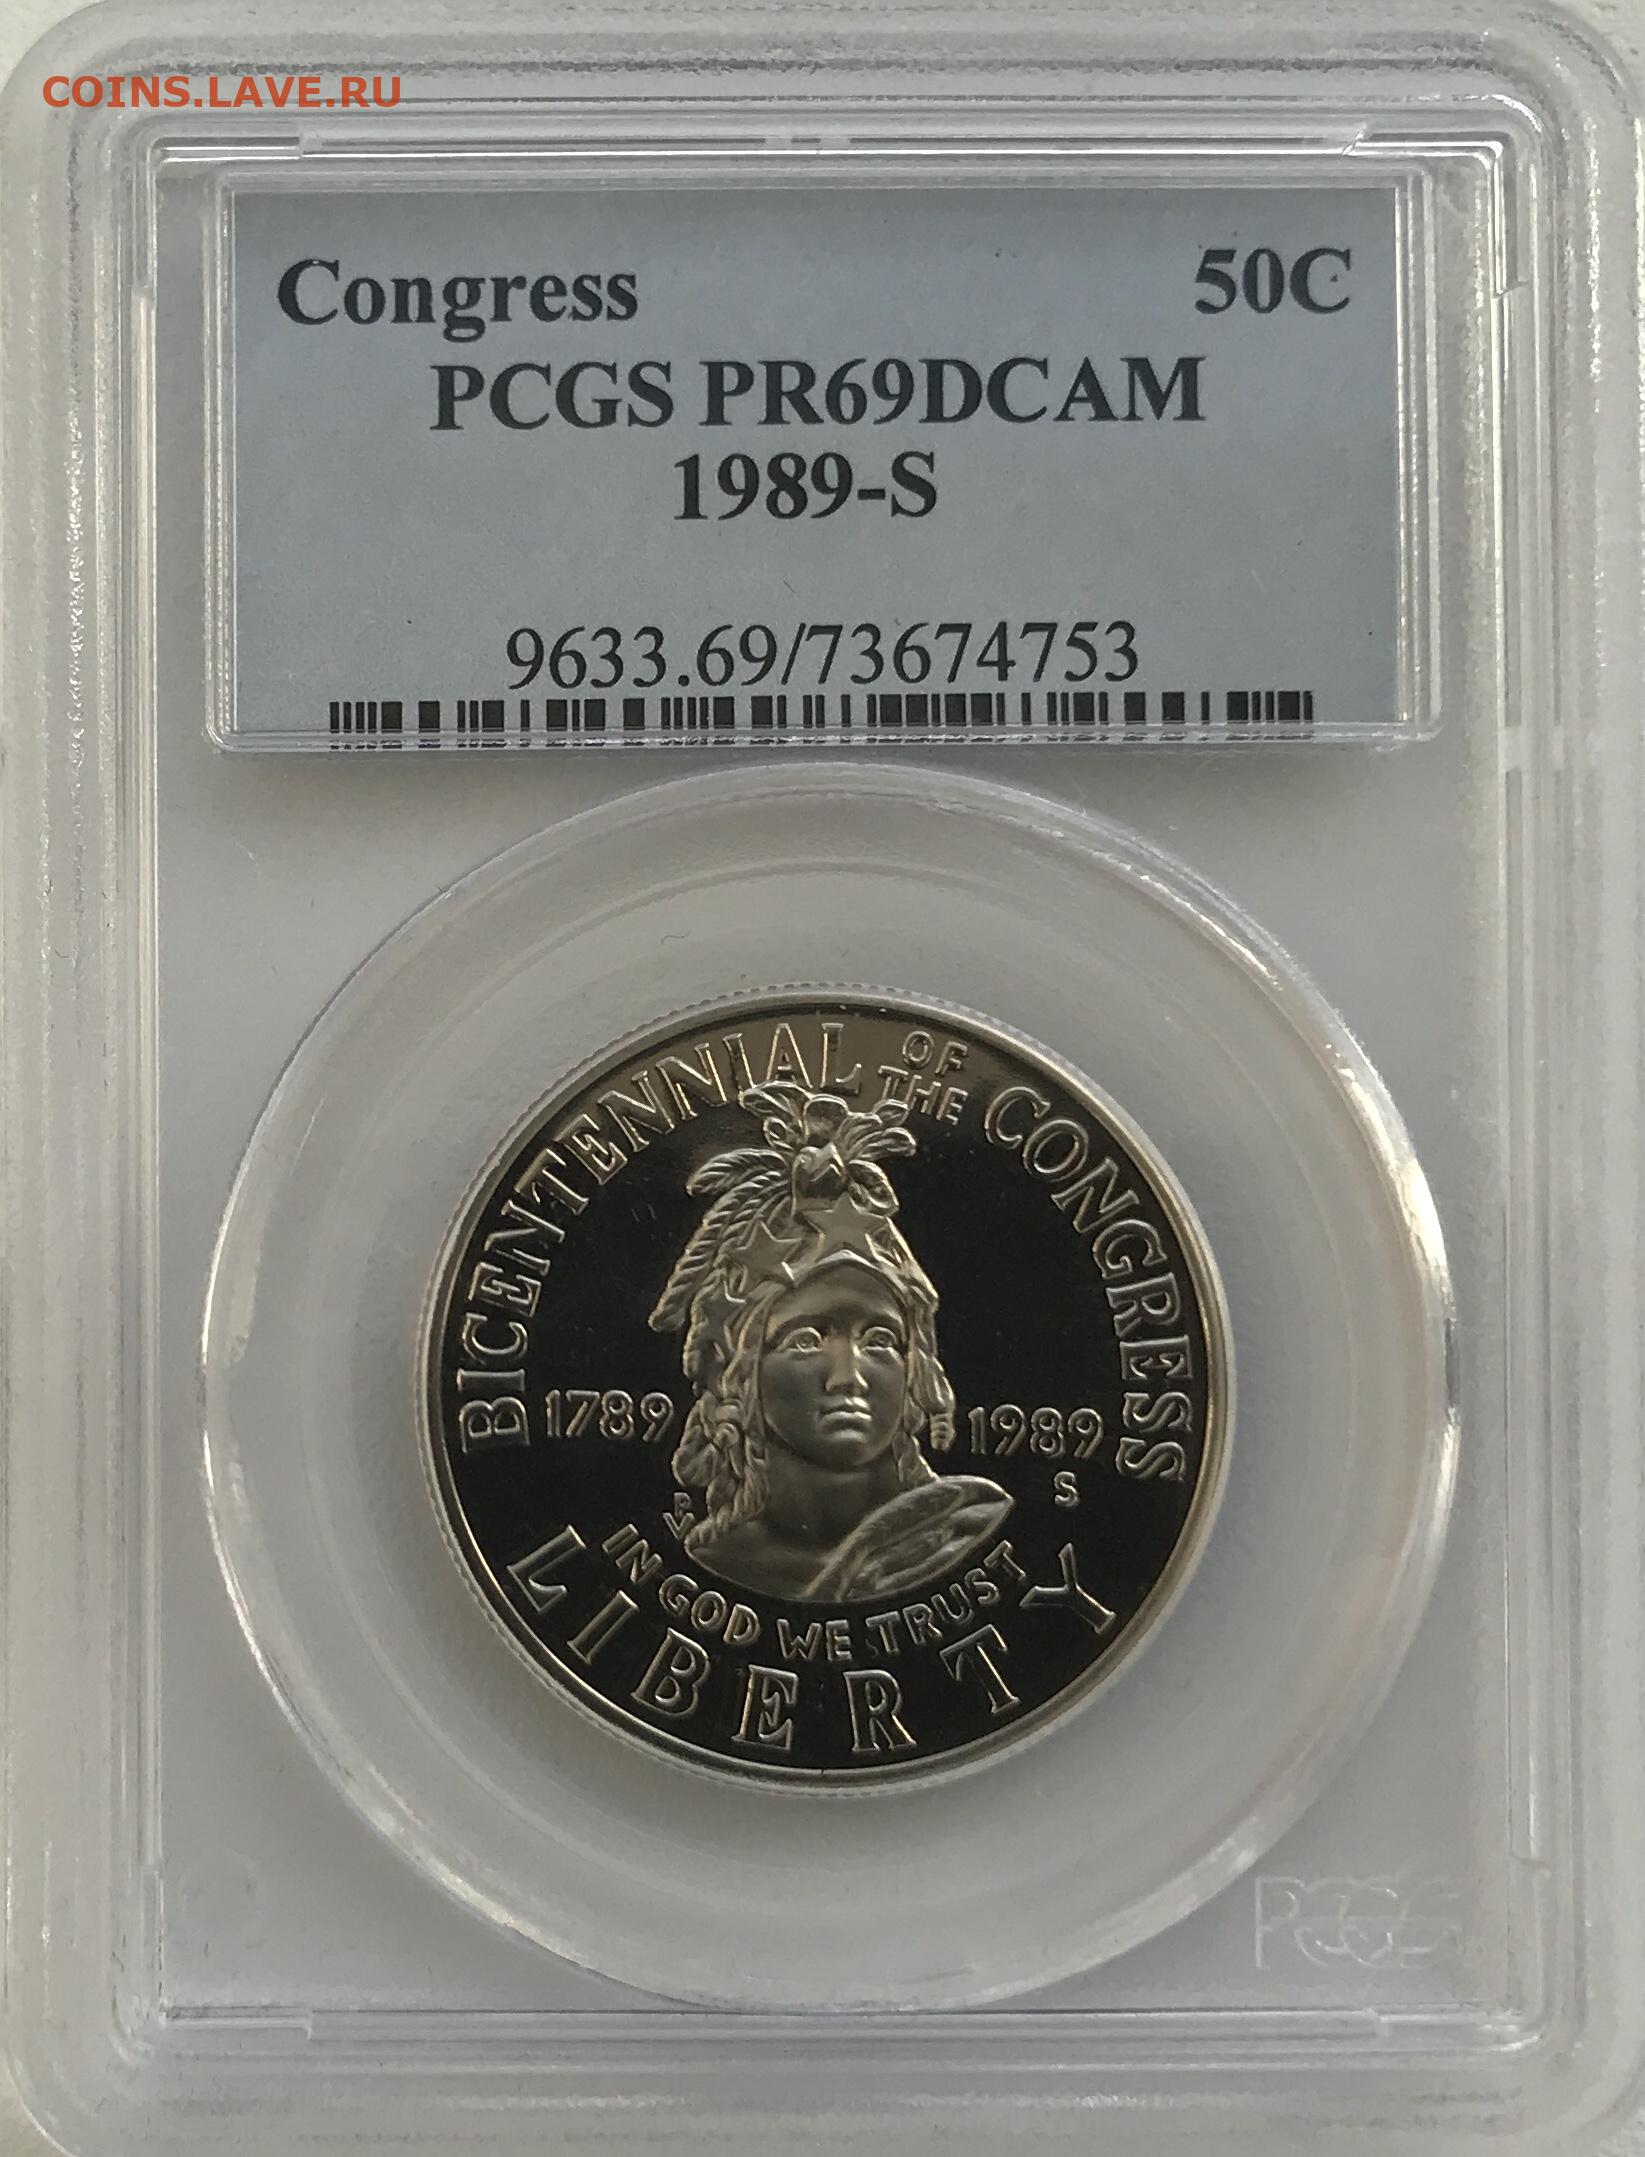 COINS.LAVE.RU
Congress 50C
PCGS PR69DCAM
1989-S
9633.69/73674753
BICENTENNIAL OF THE CONGRESS
1789 1989
S
IN GOD WE TRUST
LIBERTY
PCGS